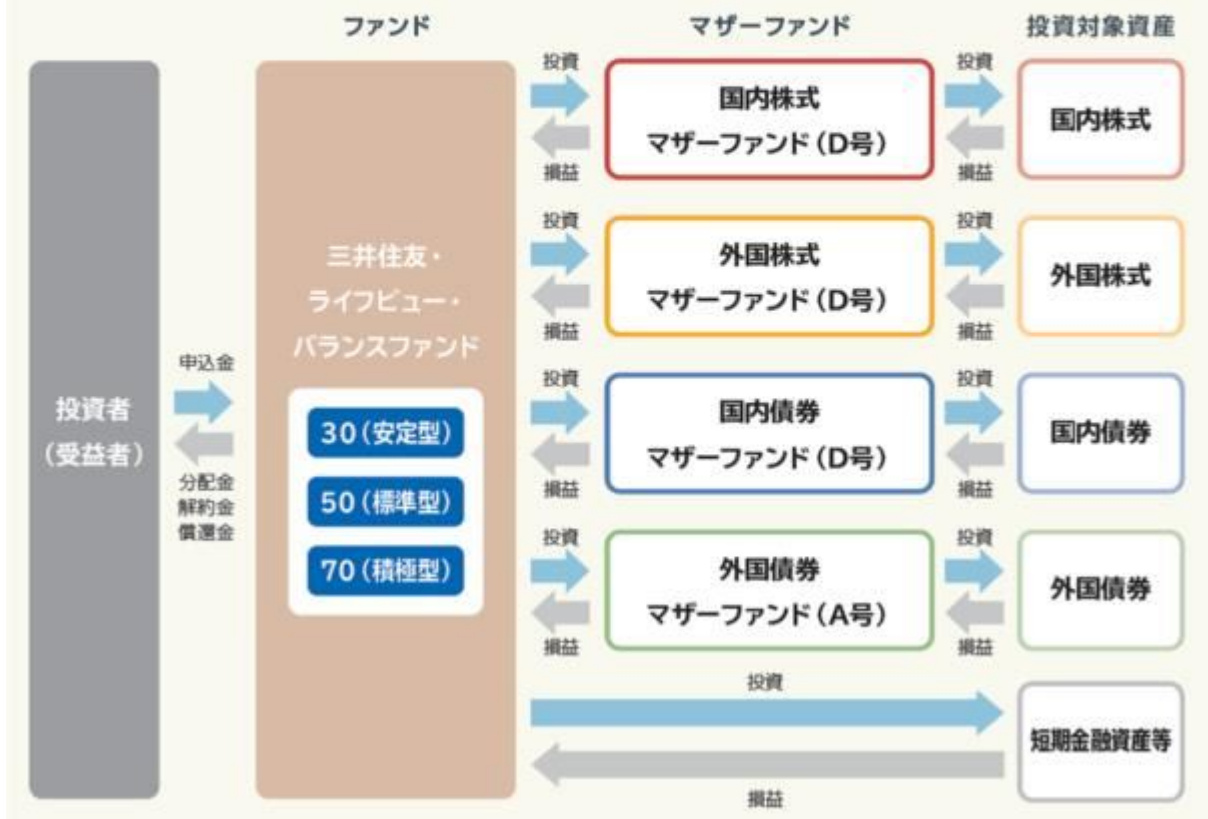 ファンド
マザーファンド
投資対象資産
投資者
(受益者)
申込金
分配金
解約金
償還金
三井住友・
ライフビュー・
バランスファンド
30(安定型)
50(標準型)
70(積極型)
投資
損益
国内株式
マザーファンド(D号)
投資
損益
国内株式
投資
損益
外国株式
マザーファンド(D号)
投資
損益
外国株式
投資
損益
国内債券
マザーファンド(D号)
投資
損益
国内債券
投資
損益
外国債券
マザーファンド(A号)
投資
損益
外国債券
投資
損益
短期金融資産等